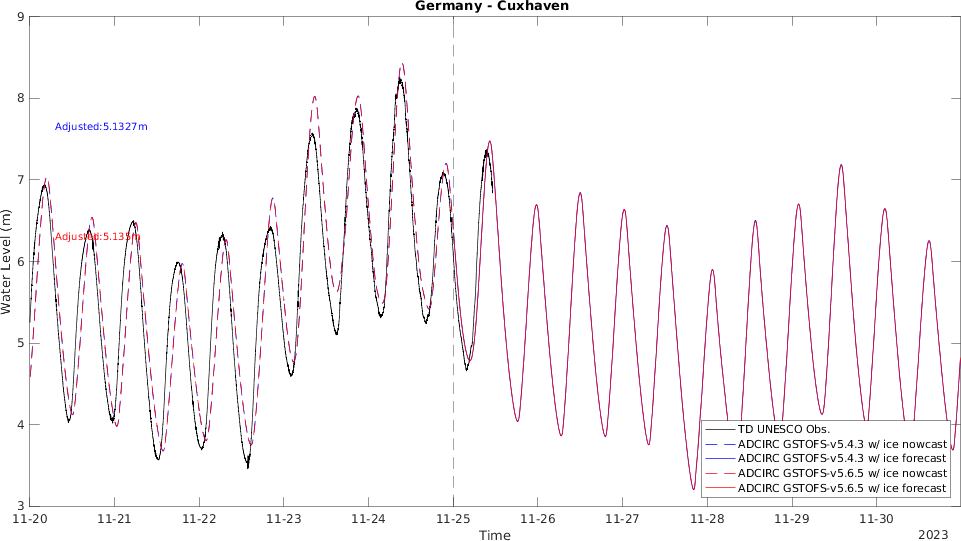 Germany - Cuxhaven
9
8
7
6
5
4
3
Water Level (m)
Adjusted:5.1327m
Adjusted:5.135m
TD UNESCO Obs.
ADCIRC GSTOFS-v5.4.3 w/ ice nowcast
ADCIRC GSTOFS-v5.4.3 w/ ice forecast
ADCIRC GSTOFS-v5.6.5 w/ ice nowcast
ADCIRC GSTOFS-v5.6.5 w/ ice forecast
11-20 11-21 11-22 11-23 11-24 11-25 11-26 11-27 11-28 11-29 11-30
Time
2023